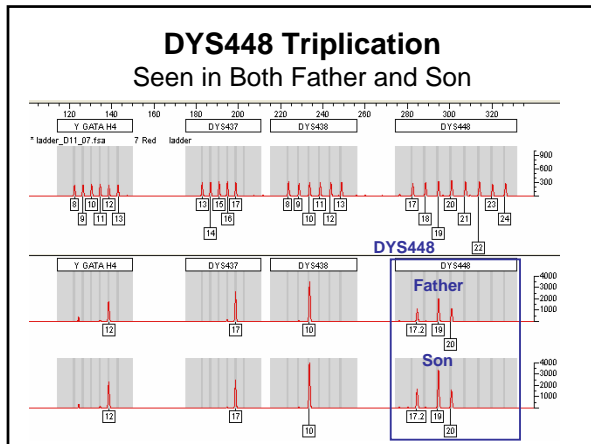 DYS448 Triplication
Seen in Both Father and Son
120 140 160 180 200 220 240 260 280 300 320
Y GATA H4 DYS437 DYS438 DYS448
* ladder_D11_07.fsa 7 Red ladder
900
600
300
8 10 12 13 15 17 8 9 11 13 17 20 23
9 11 13 16 10 12 18 21 24
14 19
DYS448 22
Y GATA H4 DYS437 DYS438 DYS448
Father
4000
3000
2000
1000
0
12 17 10 17.2 19
20
Son
4000
3000
2000
1000
0
12 17 17.2 19
10 20